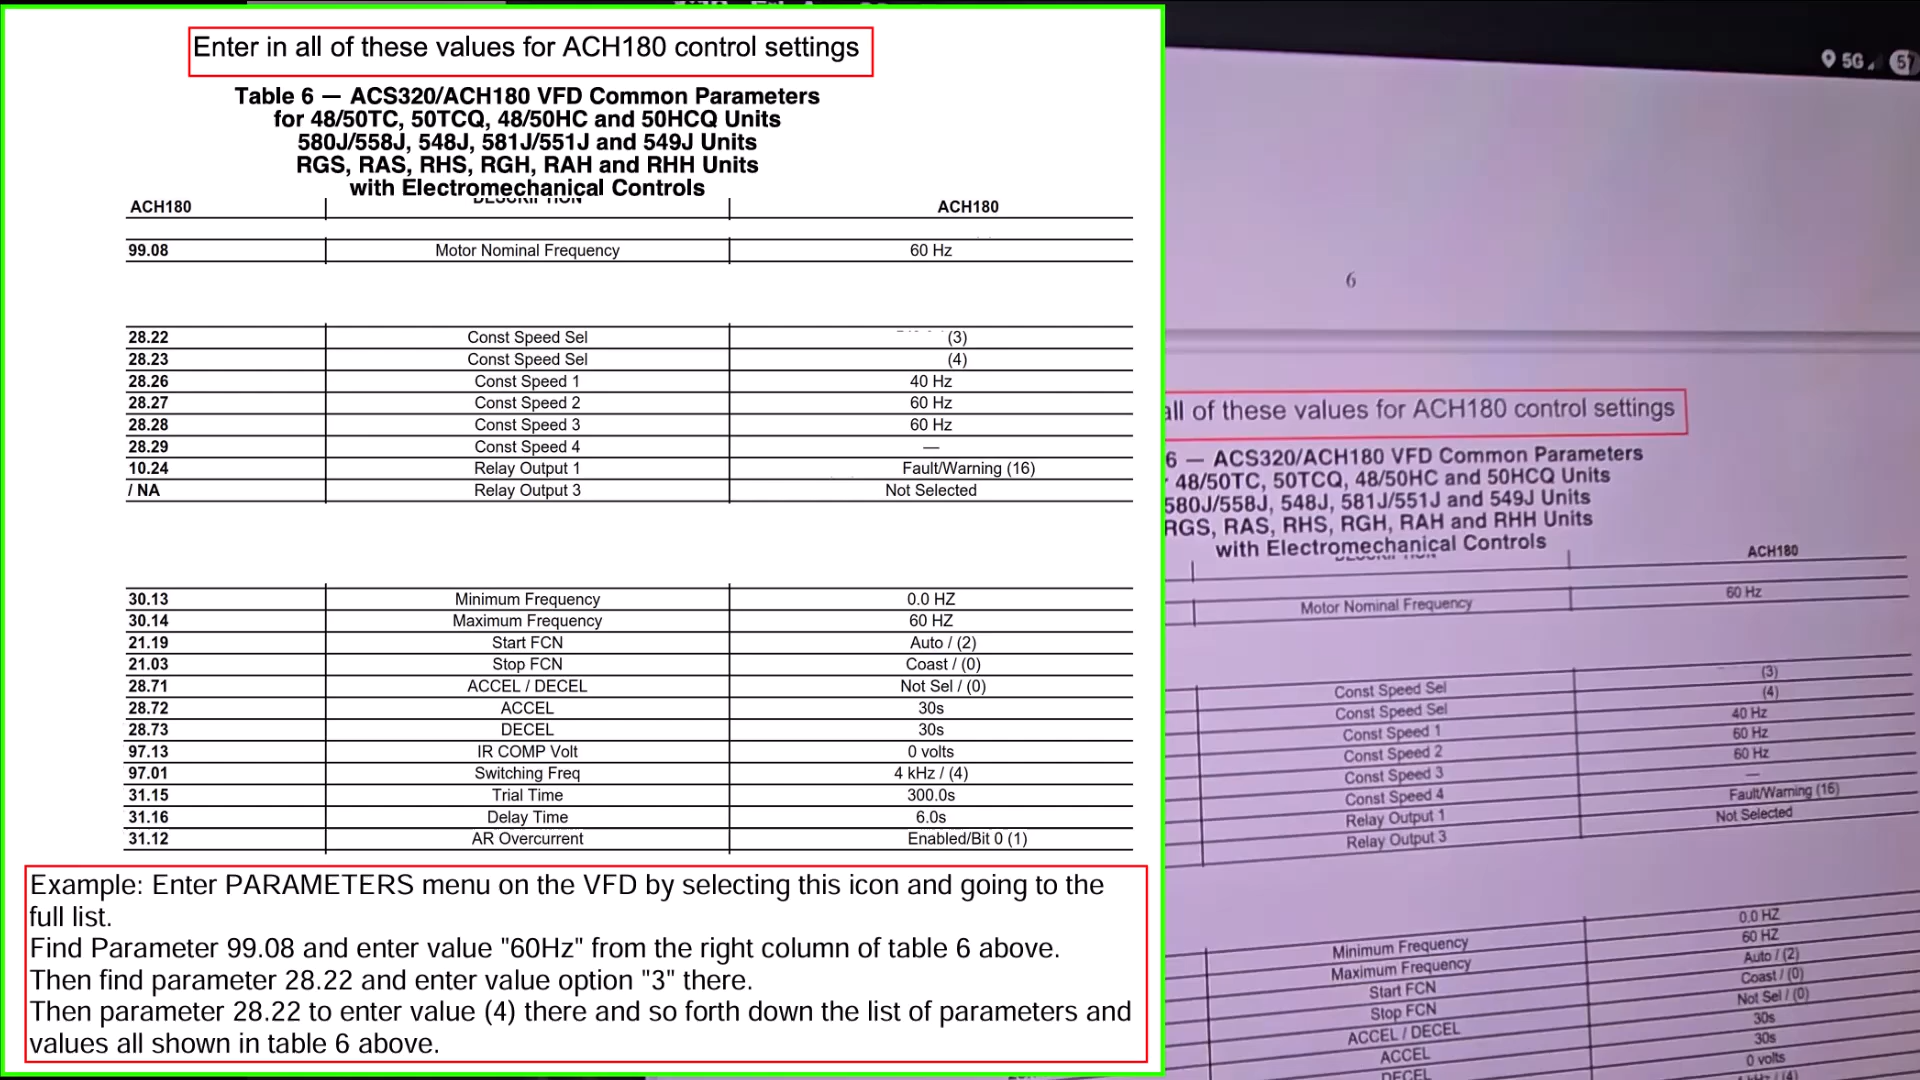 Enter in all of these values for ACH180 control settings
Table 6 — ACS320/ACH180 VFD Common Parameters
for 48/50TC, 50TCQ, 48/50HC and 50HCQ Units
580J/558J, 548J, 581J/551J and 549J Units
RGS, RAS, RHS, RGH, RAH and RHH Units
with Electromechanical Controls
ACH180 DESCRIPTION ACH180
99.08 Motor Nominal Frequency 60 Hz
28.22 Const Speed Sel (3)
28.23 Const Speed Sel (4)
28.26 Const Speed 1 40 Hz
28.27 Const Speed 2 60 Hz
28.28 Const Speed 3 60 Hz
28.29 Const Speed 4 —
10.24 Relay Output 1 Fault/Warning (16)
/ NA Relay Output 3 Not Selected
30.13 Minimum Frequency 0.0 HZ
30.14 Maximum Frequency 60 HZ
21.19 Start FCN Auto / (2)
21.03 Stop FCN Coast / (0)
28.71 ACCEL / DECEL Not Sel / (0)
28.72 ACCEL 30s
28.73 DECEL 30s
97.13 IR COMP Volt 0 volts
97.01 Switching Freq 4 kHz / (4)
31.15 Trial Time 300.0s
31.16 Delay Time 6.0s
31.12 AR Overcurrent Enabled/Bit 0 (1)
Example: Enter PARAMETERS menu on the VFD by selecting this icon and going to the
full list.
Find Parameter 99.08 and enter value "60Hz" from the right column of table 6 above.
Then find parameter 28.22 and enter value option "3" there.
Then parameter 28.22 to enter value (4) there and so forth down the list of parameters and
values all shown in table 6 above.
5G 57
6
all of these values for ACH180 control settings
6 — ACS320/ACH180 VFD Common Parameters
48/50TC, 50TCQ, 48/50HC and 50HCQ Units
580J/558J, 548J, 581J/551J and 549J Units
RGS, RAS, RHS, RGH, RAH and RHH Units
with Electromechanical Controls
ACH180
Motor Nominal Frequency 60 Hz
Const Speed Sel (3)
Const Speed Sel (4)
Const Speed 1 40 Hz
Const Speed 2 60 Hz
Const Speed 3 60 Hz
Const Speed 4 —
Relay Output 1 Fault/Warning (16)
Relay Output 3 Not Selected
Minimum Frequency 0.0 HZ
Maximum Frequency 60 HZ
Start FCN Auto / (2)
Stop FCN Coast / (0)
ACCEL / DECEL Not Sel / (0)
ACCEL 30s
DECEL 30s
0 volts